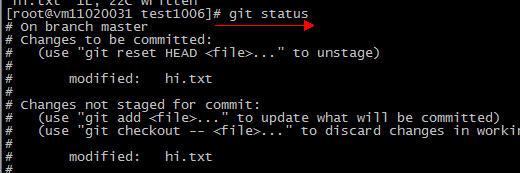 hi.txt" 1L, 22C written
[root@vm11020031 test1006]# git status
# On branch master
# Changes to be committed:
#   (use "git reset HEAD <file>..." to unstage)
#
#       modified:   hi.txt
#
# Changes not staged for commit:
#   (use "git add <file>..." to update what will be committed)
#   (use "git checkout -- <file>..." to discard changes in workin
#
#       modified:   hi.txt
#